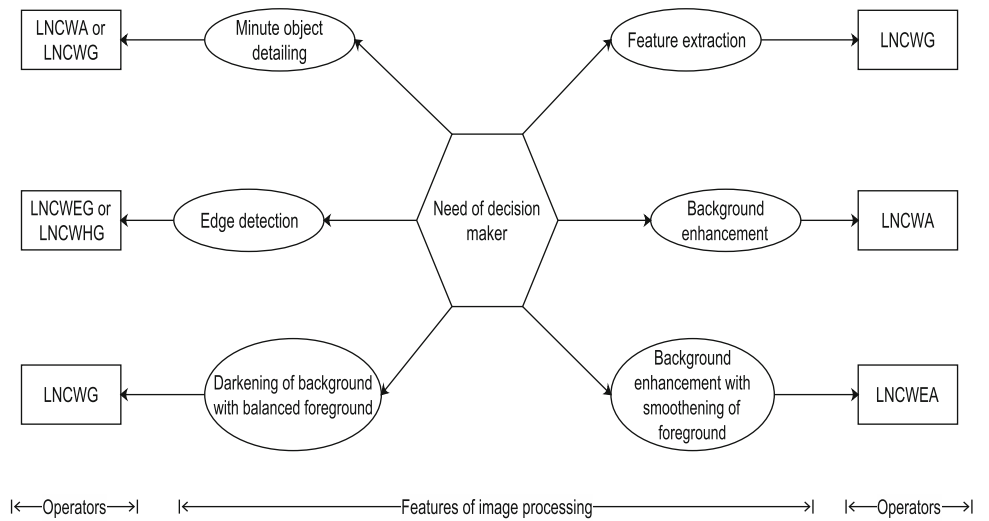 LNCWA or
LNCWG
Minute object
detailing
Feature extraction
LNCWG
LNCWEG or
LNCWHG
Edge detection
Need of decision
maker
Background
enhancement
LNCWA
LNCWG
Darkening of background
with balanced foreground
Background
enhancement with
smoothening of
foreground
LNCWEA
Operators
Features of image processing
Operators